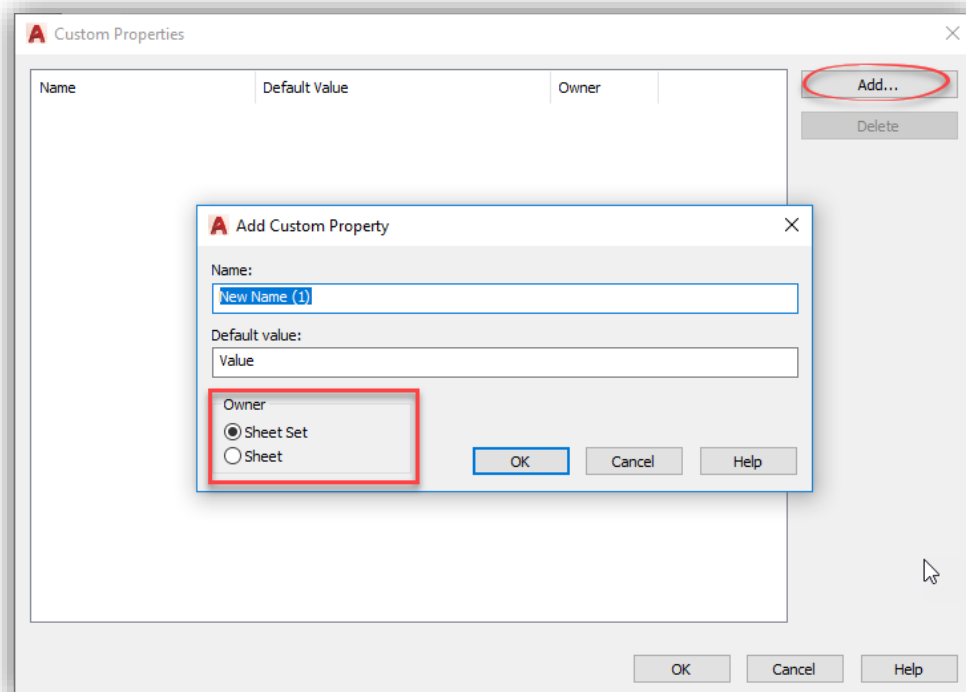 Custom Properties
Name Default Value Owner
Add...
Delete
Add Custom Property
Name:
New Name (1)
Default value:
Value
Owner
Sheet Set
Sheet
OK Cancel Help
OK Cancel Help